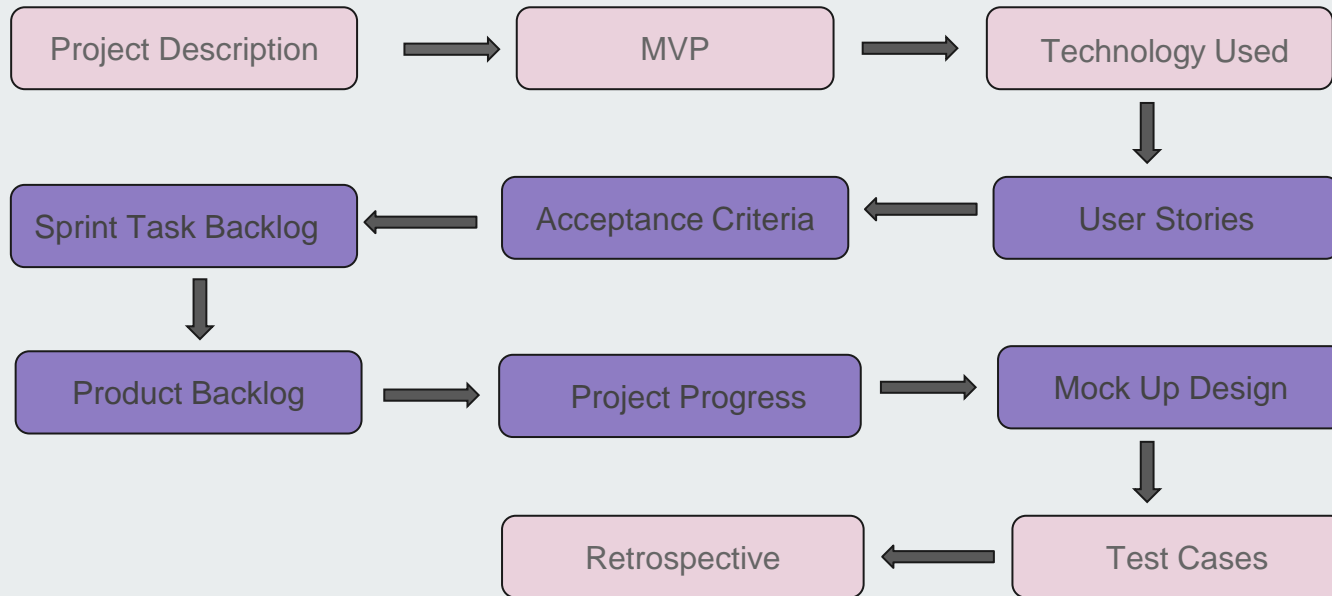 Project Description
MVP
Technology Used
Sprint Task Backlog
Acceptance Criteria
User Stories
Product Backlog
Project Progress
Mock Up Design
Retrospective
Test Cases